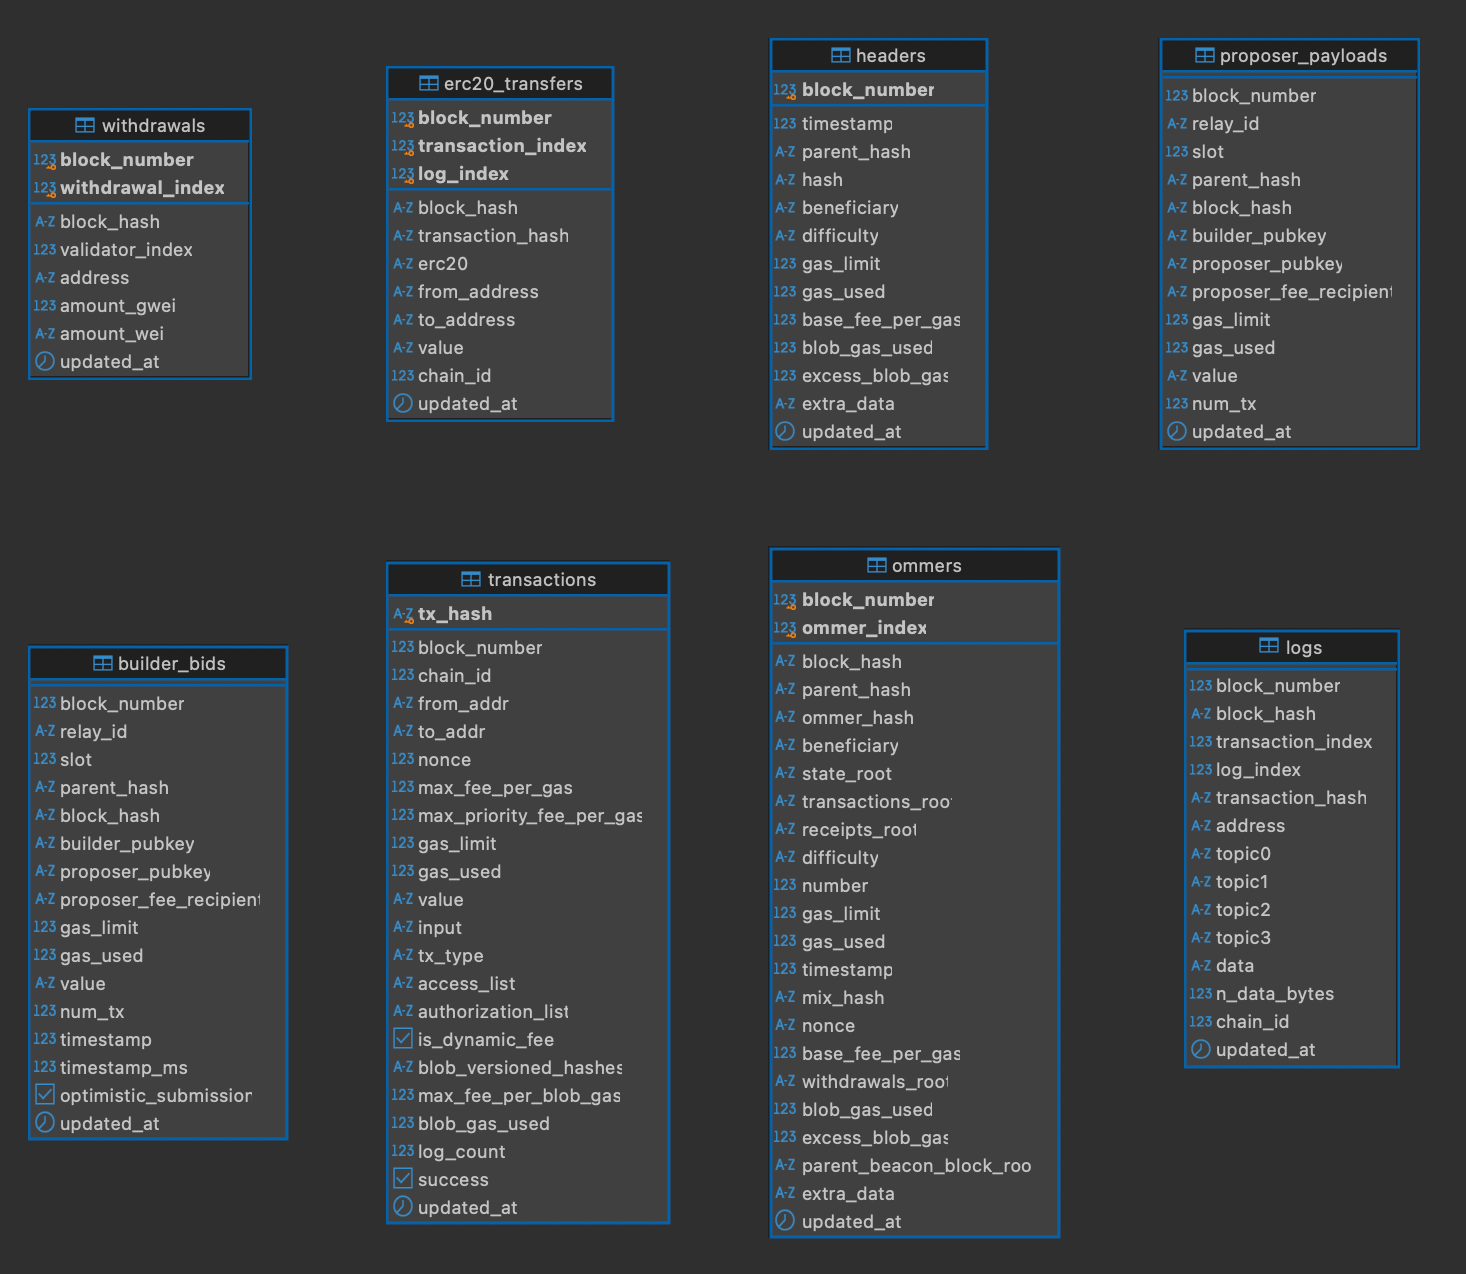 withdrawals
123 block_number
123 withdrawal_index
A-Z block_hash
123 validator_index
A-Z address
123 amount_gwei
A-Z amount_wei
updated_at
erc20_transfers
123 block_number
123 transaction_index
123 log_index
A-Z block_hash
A-Z transaction_hash
A-Z erc20
A-Z from_address
A-Z to_address
A-Z value
123 chain_id
updated_at
headers
123 block_number
123 timestamp
A-Z parent_hash
A-Z hash
A-Z beneficiary
A-Z difficulty
123 gas_limit
123 gas_used
123 base_fee_per_gas
123 blob_gas_used
123 excess_blob_gas
A-Z extra_data
updated_at
proposer_payloads
123 block_number
A-Z relay_id
123 slot
A-Z parent_hash
A-Z block_hash
A-Z builder_pubkey
A-Z proposer_pubkey
A-Z proposer_fee_recipient
123 gas_limit
123 gas_used
A-Z value
123 num_tx
updated_at
builder_bids
123 block_number
A-Z relay_id
123 slot
A-Z parent_hash
A-Z block_hash
A-Z builder_pubkey
A-Z proposer_pubkey
A-Z proposer_fee_recipient
123 gas_limit
123 gas_used
A-Z value
123 num_tx
123 timestamp
123 timestamp_ms
optimistic_submission
updated_at
transactions
A-Z tx_hash
123 block_number
123 chain_id
A-Z from_addr
A-Z to_addr
123 nonce
123 max_fee_per_gas
123 max_priority_fee_per_gas
123 gas_limit
123 gas_used
A-Z value
A-Z input
A-Z tx_type
A-Z access_list
A-Z authorization_list
is_dynamic_fee
A-Z blob_versioned_hashes
123 max_fee_per_blob_gas
123 blob_gas_used
123 log_count
success
updated_at
ommers
123 block_number
123 ommer_index
A-Z block_hash
A-Z parent_hash
A-Z ommer_hash
A-Z beneficiary
A-Z state_root
A-Z transactions_roo
A-Z receipts_root
A-Z difficulty
123 number
123 gas_limit
123 gas_used
123 timestamp
A-Z mix_hash
A-Z nonce
123 base_fee_per_gas
A-Z withdrawals_root
123 blob_gas_used
123 excess_blob_gas
A-Z parent_beacon_block_roo
A-Z extra_data
updated_at
logs
123 block_number
A-Z block_hash
123 transaction_index
123 log_index
A-Z transaction_hash
A-Z address
A-Z topic0
A-Z topic1
A-Z topic2
A-Z topic3
A-Z data
123 n_data_bytes
123 chain_id
updated_at